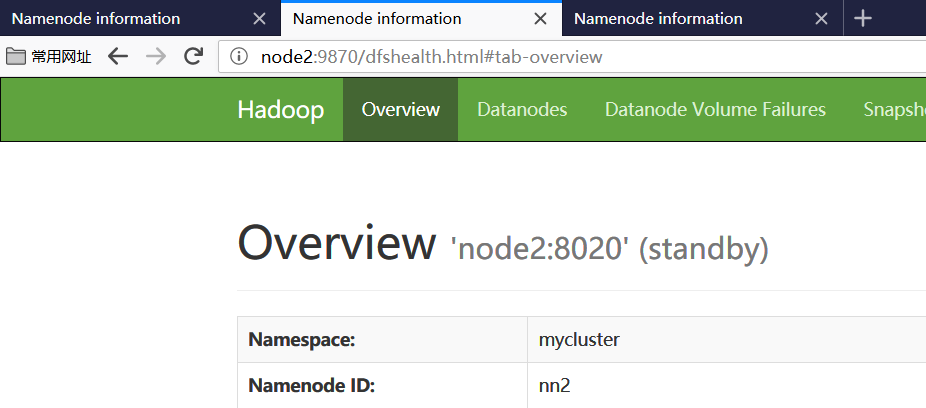 Namenode information Namenode information Namenode information
常用网址 node2:9870/dfshealth.html#tab-overview
Hadoop Overview Datanodes Datanode Volume Failures Snapsh
Overview 'node2:8020' (standby)
Namespace: mycluster
Namenode ID: nn2